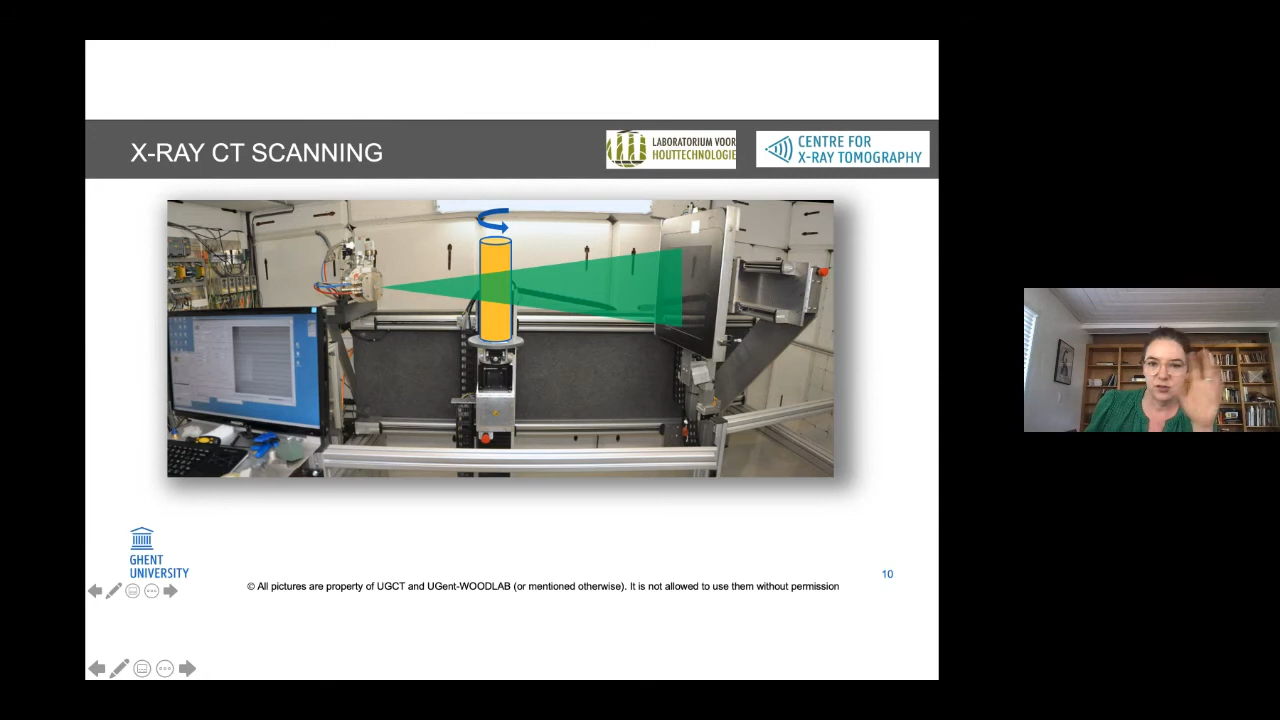 X-RAY CT SCANNING
LABORATORIUM VOOR
HOUTTECHNOLOGIE
CENTRE FOR
X-RAY TOMOGRAPHY
GHENT
UNIVERSITY
© All pictures are property of UGCT and UGent-WOODLAB (or mentioned otherwise). It is not allowed to use them without permission
10